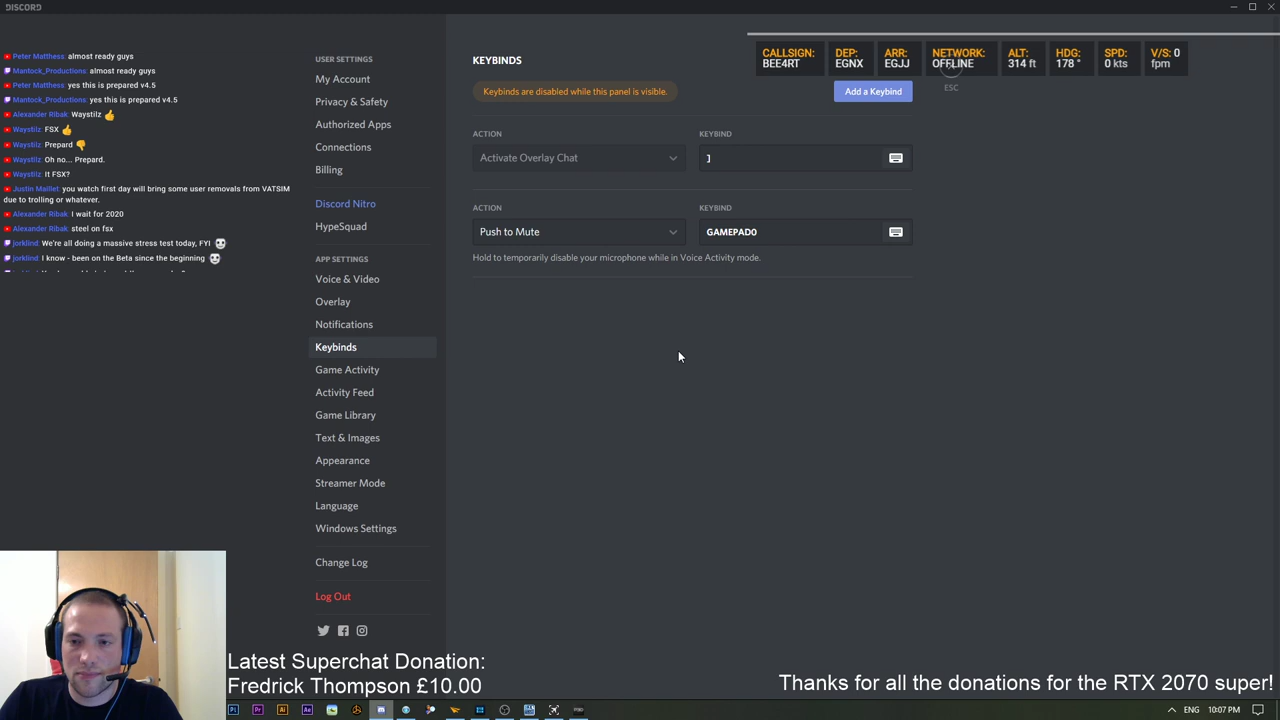 DISCORD
Peter Matthess: almost ready guys
Mantock_Productions: almost ready guys
Peter Matthess: yes this is prepared v4.5
Mantock_Productions: yes this is prepared v4.5
Alexander Ribak: Waystilz 👍
Waystilz: FSX 👍
Waystilz: Prepard 👎
Waystilz: Oh no... Prepard.
Waystilz: It FSX?
Justin Maillet: you watch first day will bring some user removals from VATSIM
due to trolling or whatever.
Alexander Ribak: I wait for 2020
Alexander Ribak: steel on fsx
jorklind: We're all doing a massive stress test today, FYI
jorklind: I know - been on the Beta since the beginning
USER SETTINGS
My Account
Privacy & Safety
Authorized Apps
Connections
Billing
Discord Nitro
HypeSquad
APP SETTINGS
Voice & Video
Overlay
Notifications
Keybinds
Game Activity
Activity Feed
Game Library
Text & Images
Appearance
Streamer Mode
Language
Windows Settings
Change Log
Log Out
KEYBINDS
Keybinds are disabled while this panel is visible.
Add a Keybind
ACTION
KEYBIND
Activate Overlay Chat
]
ACTION
KEYBIND
Push to Mute
GAMEPAD0
Hold to temporarily disable your microphone while in Voice Activity mode.
CALLSIGN: DEP: ARR: NETWORK: ALT: HDG: SPD: V/S: 0
BEE4RT EGNX EGJJ OFFLINE 314 ft 178 ° 0 kts fpm
ESC
Latest Superchat Donation:
Fredrick Thompson £10.00
Thanks for all the donations for the RTX 2070 super!
Pr
Ai
Ae
ENG
10:07 PM